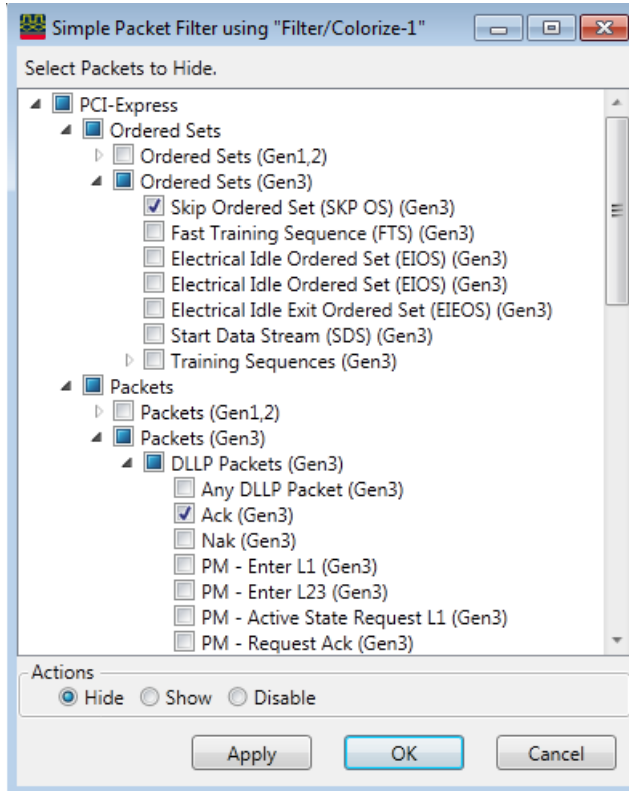 Simple Packet Filter using "Filter/Colorize-1"
Select Packets to Hide.
PCI-Express
Ordered Sets
Ordered Sets (Gen1,2)
Ordered Sets (Gen3)
Skip Ordered Set (SKP OS) (Gen3)
Fast Training Sequence (FTS) (Gen3)
Electrical Idle Ordered Set (EIOS) (Gen3)
Electrical Idle Ordered Set (EIOS) (Gen3)
Electrical Idle Exit Ordered Set (EIEOS) (Gen3)
Start Data Stream (SDS) (Gen3)
Training Sequences (Gen3)
Packets
Packets (Gen1,2)
Packets (Gen3)
DLLP Packets (Gen3)
Any DLLP Packet (Gen3)
Ack (Gen3)
Nak (Gen3)
PM - Enter L1 (Gen3)
PM - Enter L23 (Gen3)
PM - Active State Request L1 (Gen3)
PM - Request Ack (Gen3)
Actions
Hide Show Disable
Apply OK Cancel